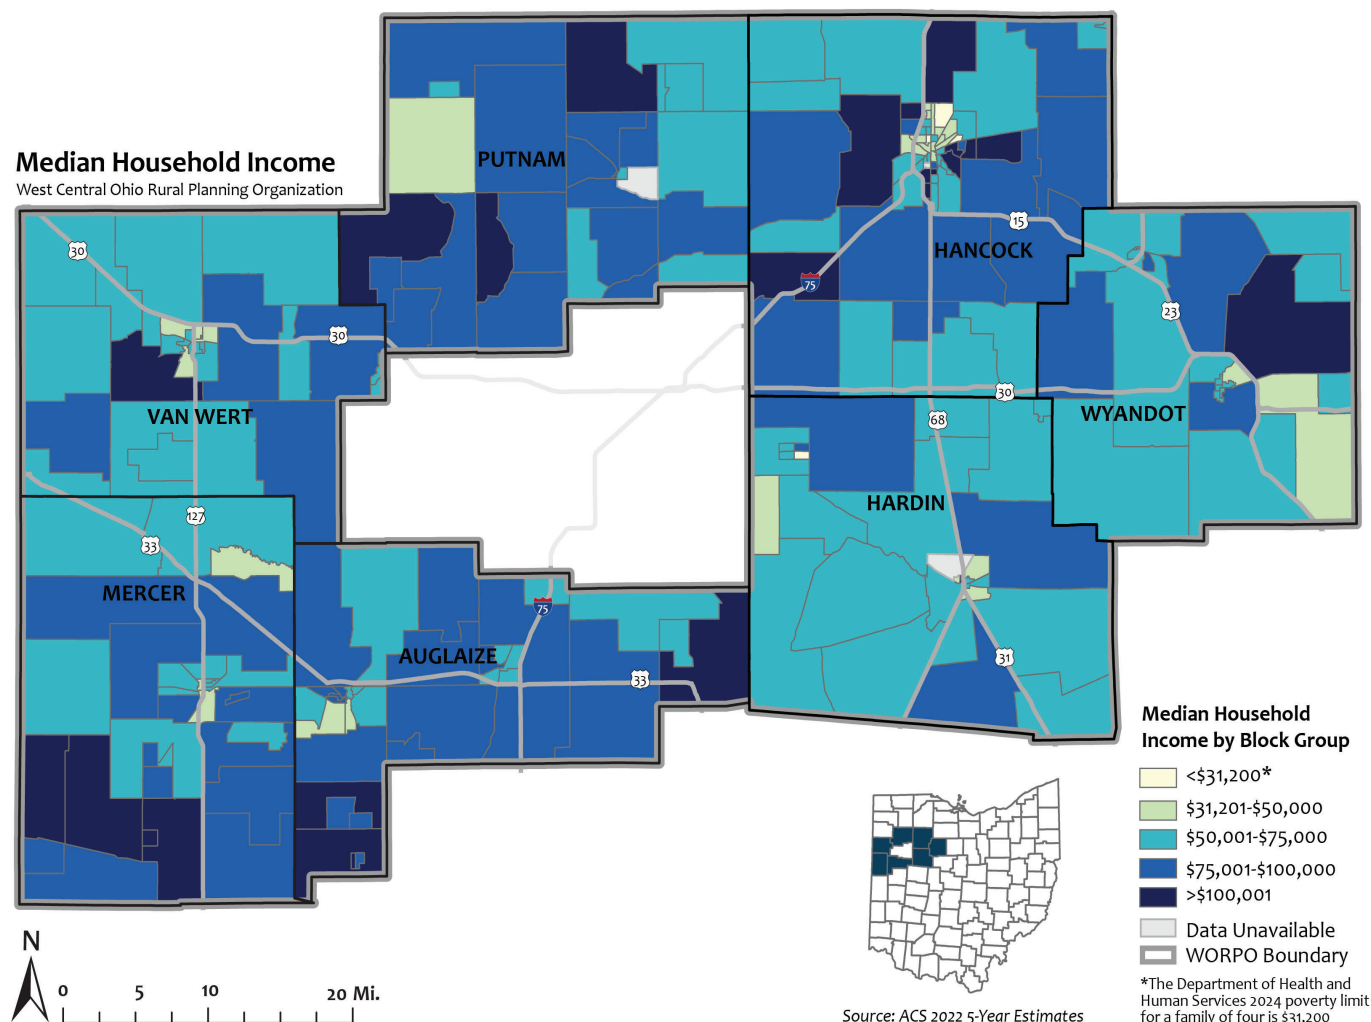 Median Household Income
West Central Ohio Rural Planning Organization
PUTNAM
HANCOCK
VAN WERT
WYANDOT
HARDIN
MERCER
AUGLAIZE
30
30
15
75
23
30
68
127
33
75
33
31
Median Household
Income by Block Group
<$31,200*
$31,201-$50,000
$50,001-$75,000
$75,001-$100,000
>$100,001
Data Unavailable
WORPO Boundary
*The Department of Health and
Human Services 2024 poverty limit
for a family of four is $31,200
N
0 5 10 20 Mi.
Source: ACS 2022 5-Year Estimates